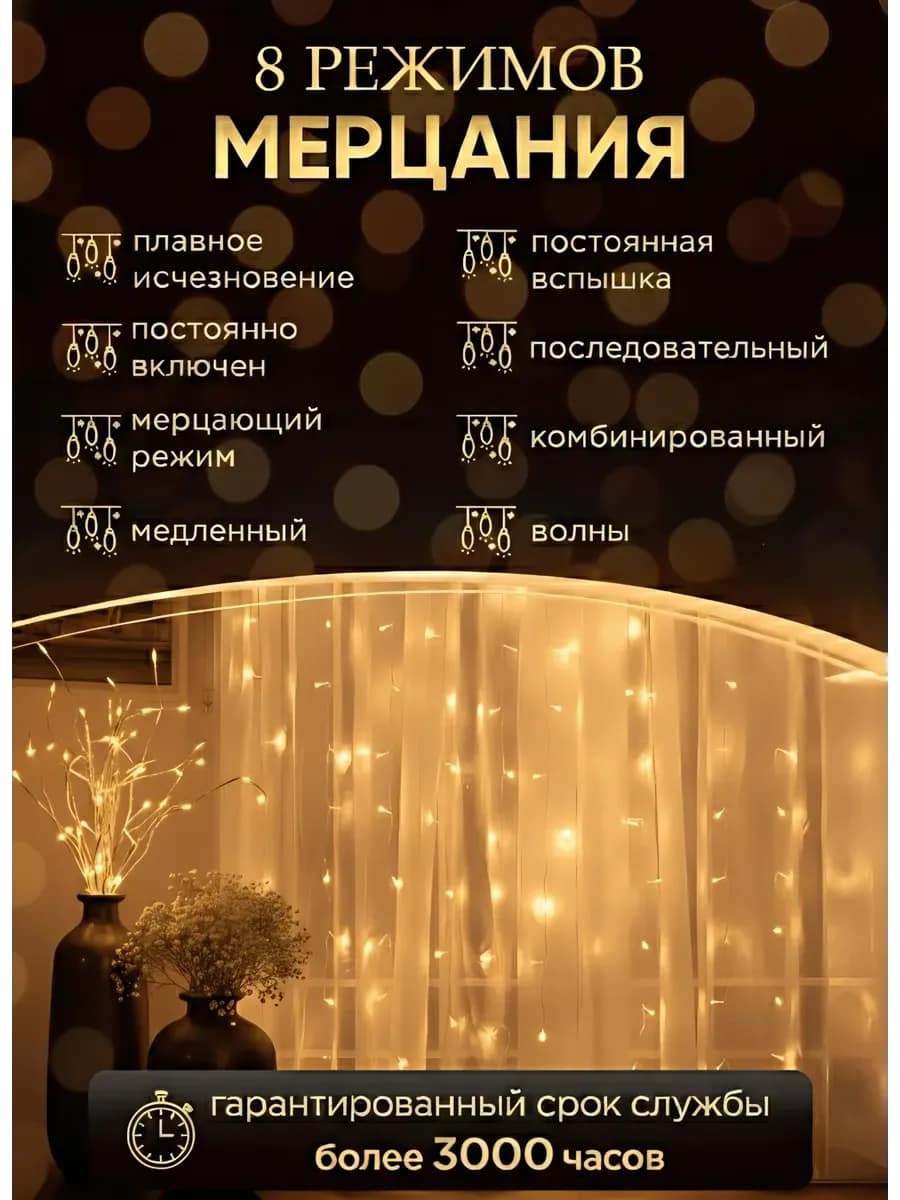 8 РЕЖИМОВ
МЕРЦАНИЯ
плавное
исчезновение
постоянно
включен
мерцающий
режим
медленный
постоянная
вспышка
последовательный
комбинированный
волны
гарантированный срок службы
более 3000 часов